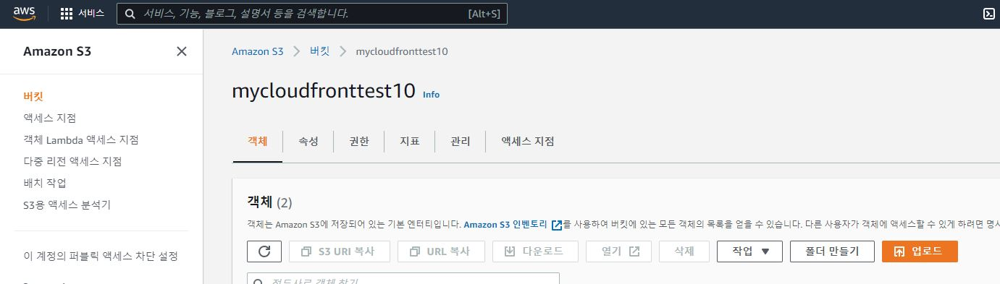 aws
서비스
서비스, 기능, 블로그, 설명서 등을 검색합니다.
[Alt+S]
Amazon S3
버킷
액세스 지점
객체 Lambda 액세스 지점
다중 리전 액세스 지점
배치 작업
S3용 액세스 분석기
이 계정의 퍼블릭 액세스 차단 설정
Amazon S3 버킷 mycloudfronttest10
mycloudfronttest10 Info
객체 속성 권한 지표 관리 액세스 지점
객체 (2)
객체는 Amazon S3에 저장되어 있는 기본 엔터티입니다. Amazon S3 인벤토리를 사용하여 버킷에 있는 모든 객체의 목록을 얻을 수 있습니다. 다른 사용자가 객체에 액세스할 수 있게 하려면 명시
S3 URI 복사 URL 복사 다운로드 열기 삭제 작업 폴더 만들기 업로드
접두사로 객체 찾기